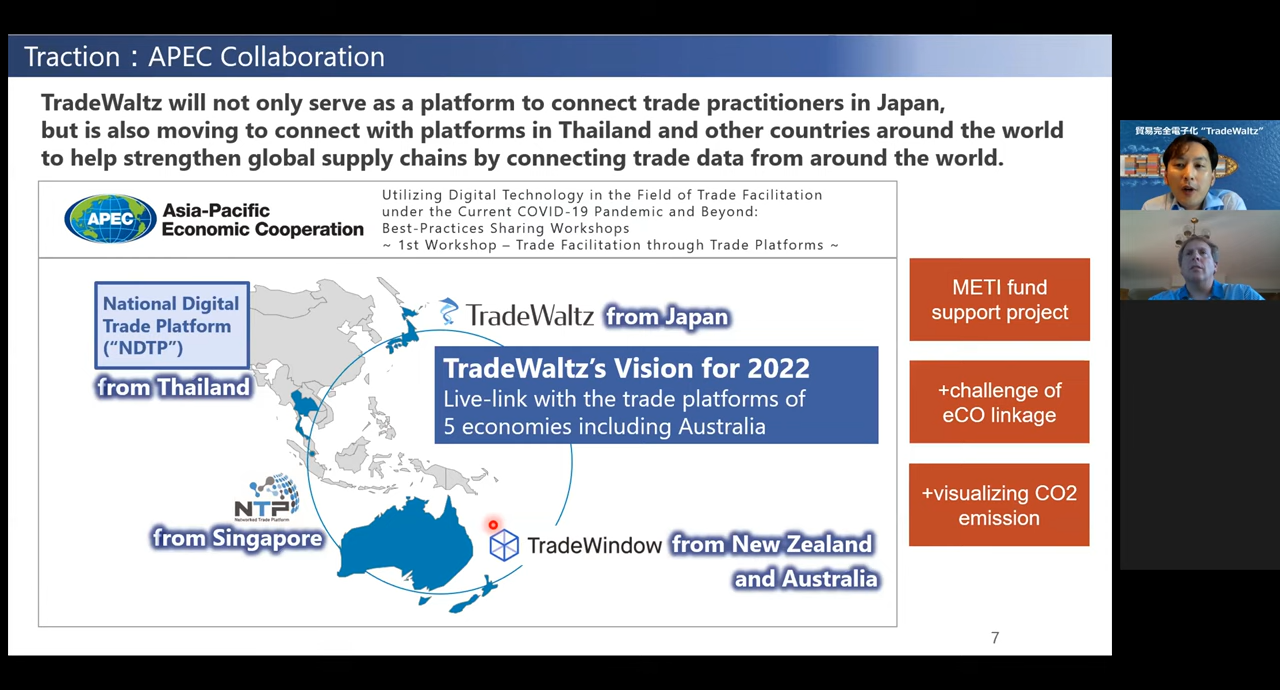 Traction：APEC Collaboration
TradeWaltz will not only serve as a platform to connect trade practitioners in Japan,
but is also moving to connect with platforms in Thailand and other countries around the world
to help strengthen global supply chains by connecting trade data from around the world.
APEC
Asia-Pacific
Economic Cooperation
Utilizing Digital Technology in the Field of Trade Facilitation
under the Current COVID-19 Pandemic and Beyond:
Best-Practices Sharing Workshops
~ 1st Workshop – Trade Facilitation through Trade Platforms ~
National Digital
Trade Platform
(“NDTP”)
from Thailand
TradeWaltz from Japan
TradeWaltz’s Vision for 2022
Live-link with the trade platforms of
5 economies including Australia
NTP
Networked Trade Platform
from Singapore
TradeWindow from New Zealand
and Australia
METI fund
support project
+challenge of
eCO linkage
+visualizing CO2
emission
7
貿易完全電子化 “TradeWaltz”